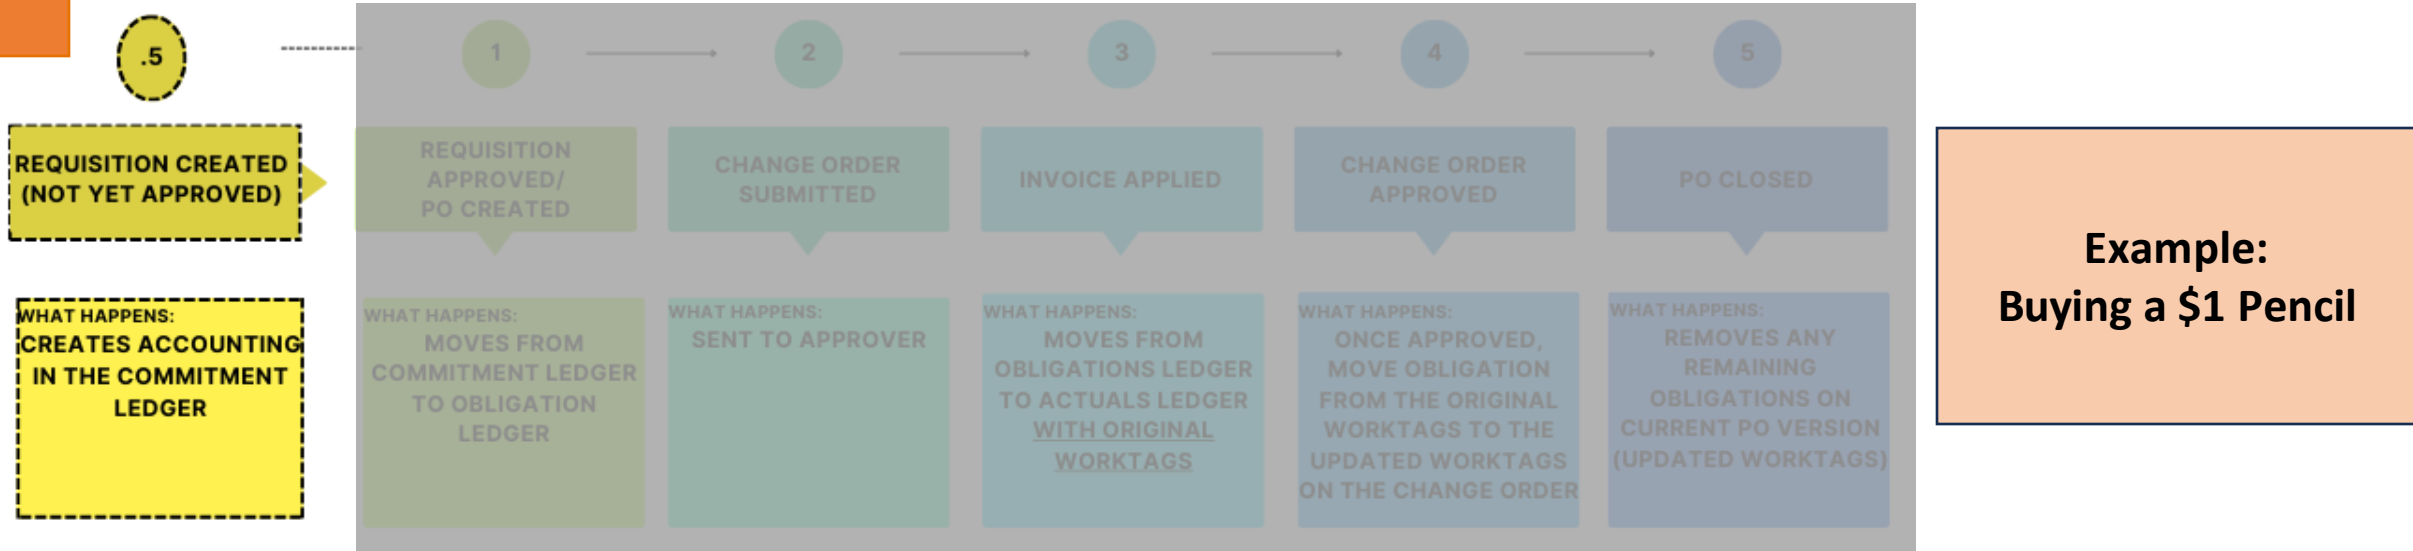 .5
REQUISITION CREATED
(NOT YET APPROVED)
WHAT HAPPENS:
CREATES ACCOUNTING
IN THE COMMITMENT
LEDGER
1
REQUISITION
APPROVED/
PO CREATED
WHAT HAPPENS:
MOVES FROM
COMMITMENT LEDGER
TO OBLIGATION
LEDGER
2
CHANGE ORDER
SUBMITTED
WHAT HAPPENS:
SENT TO APPROVER
3
INVOICE APPLIED
WHAT HAPPENS:
MOVES FROM
OBLIGATIONS LEDGER
TO ACTUALS LEDGER
WITH ORIGINAL
WORKTAGS
4
CHANGE ORDER
APPROVED
WHAT HAPPENS:
ONCE APPROVED,
MOVE OBLIGATION
FROM THE ORIGINAL
WORKTAGS TO THE
UPDATED WORKTAGS
ON THE CHANGE ORDER
5
PO CLOSED
WHAT HAPPENS:
REMOVES ANY
REMAINING
OBLIGATIONS ON
CURRENT PO VERSION
(UPDATED WORKTAGS)
Example:
Buying a $1 Pencil